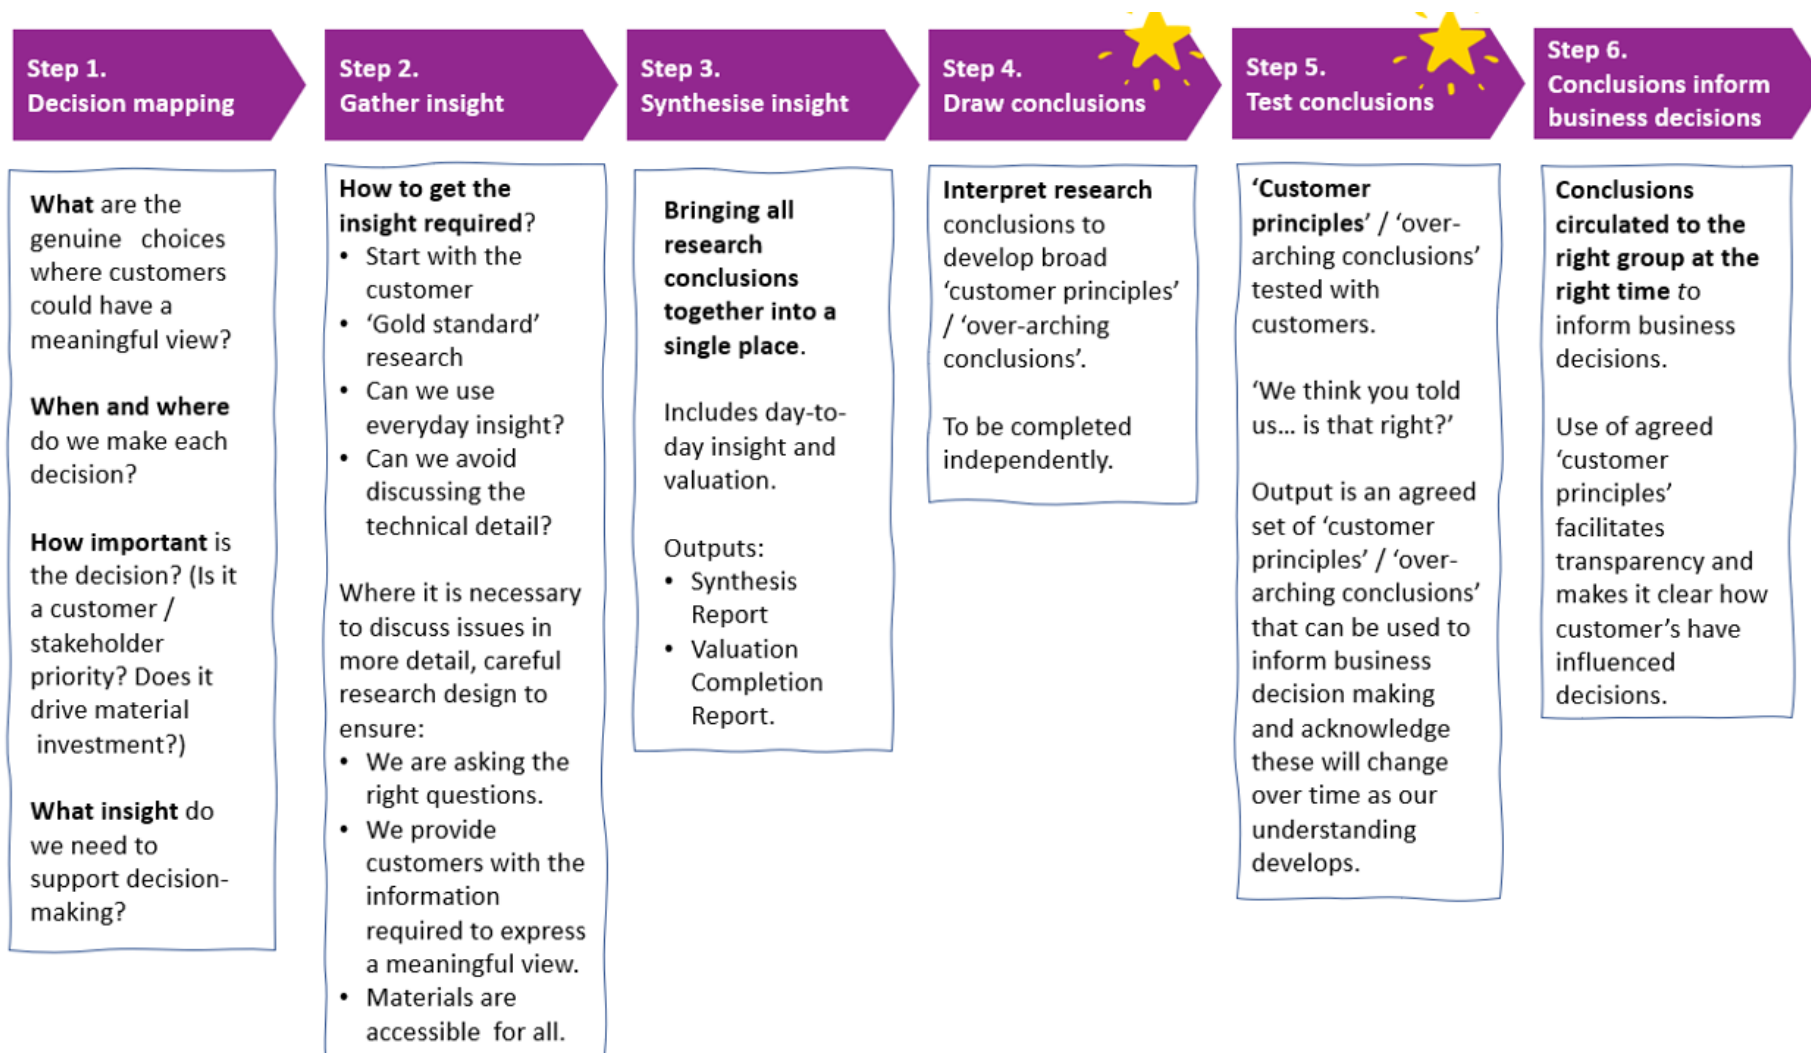 Step 1.
Decision mapping
What are the
genuine choices
where customers
could have a
meaningful view?
When and where
do we make each
decision?
How important is
the decision? (Is it
a customer /
stakeholder
priority? Does it
drive material
investment?)
What insight do
we need to
support decision-
making?
Step 2.
Gather insight
How to get the
insight required?
• Start with the
customer
• ‘Gold standard’
research
• Can we use
everyday insight?
• Can we avoid
discussing the
technical detail?
Where it is necessary
to discuss issues in
more detail, careful
research design to
ensure:
• We are asking the
right questions.
• We provide
customers with the
information
required to express
a meaningful view.
• Materials are
accessible for all.
Step 3.
Synthesise insight
Bringing all
research
conclusions
together into a
single place.
Includes day-to-
day insight and
valuation.
Outputs:
• Synthesis
Report
• Valuation
Completion
Report.
Step 4.
Draw conclusions
Interpret research
conclusions to
develop broad
‘customer principles’
/ ‘over-arching
conclusions’.
To be completed
independently.
Step 5.
Test conclusions
‘Customer
principles’ / ‘over-
arching conclusions’
tested with
customers.
‘We think you told
us... is that right?’
Output is an agreed
set of ‘customer
principles’ / ‘over-
arching conclusions’
that can be used to
inform business
decision making
and acknowledge
these will change
over time as our
understanding
develops.
Step 6.
Conclusions inform
business decisions
Conclusions
circulated to the
right group at the
right time to
inform business
decisions.
Use of agreed
‘customer
principles’
facilitates
transparency and
makes it clear how
customer’s have
influenced
decisions.